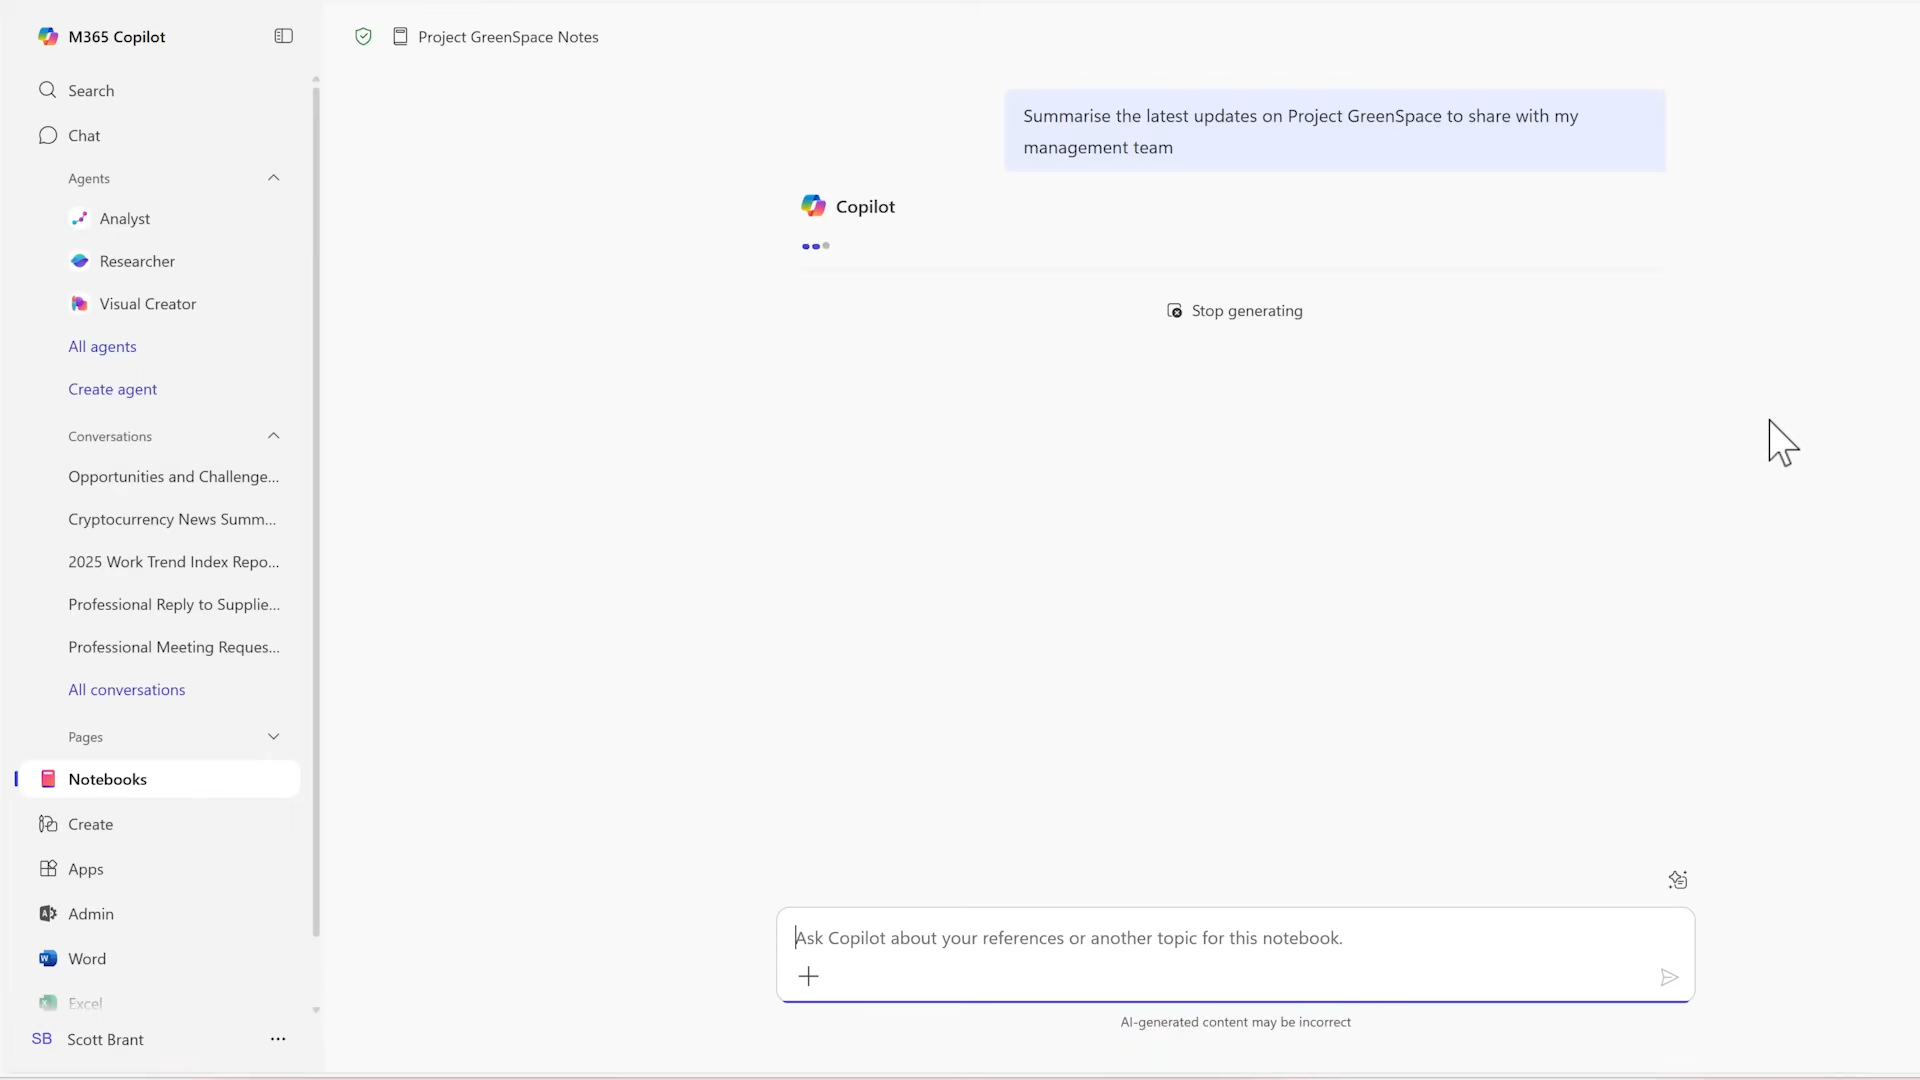 M365 Copilot
Search
Chat
Agents
Analyst
Researcher
Visual Creator
All agents
Create agent
Conversations
Opportunities and Challenge...
Cryptocurrency News Summ...
2025 Work Trend Index Repo...
Professional Reply to Supplie...
Professional Meeting Reques...
All conversations
Pages
Notebooks
Create
Apps
Admin
Word
Excel
SB Scott Brant
Project GreenSpace Notes
Summarise the latest updates on Project GreenSpace to share with my
management team
Copilot
Stop generating
Ask Copilot about your references or another topic for this notebook.
AI-generated content may be incorrect